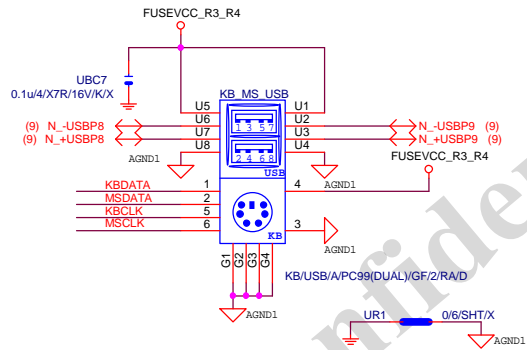 FUSEVCC_R3_R4
UBC7
0.1u/4/X7R/16V/K/X
KB_MS_USB
U5 U1
(9) N_-USBP8 U6 U2 N_-USBP9 (9)
(9) N_+USBP8 U7 U3 N_+USBP9 (9)
U8 U4
1 3 5 7
2 4 6 8
AGND1 USB AGND1
FUSEVCC_R3_R4
KBDATA 1 4
MSDATA 2
KBCLK 5
MSCLK 6 3
KB AGND1
G1 G2 G3 G4
KB/USB/A/PC99(DUAL)/GF/2/RA/D
AGND1
UR1 0/6/SHT/X
AGND1